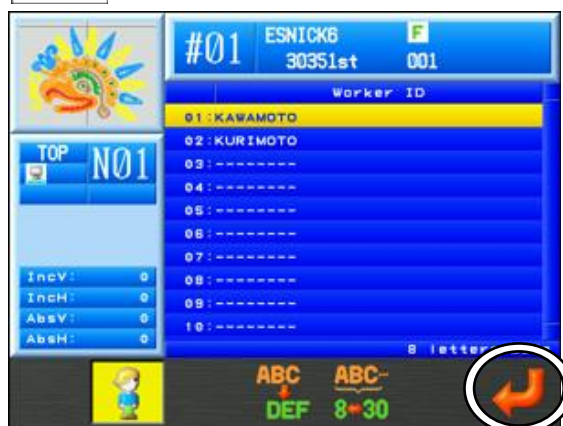 #01
ESNICK6
F
30351st
001
Worker ID
01:KAWAMOTO
02:KURIMOTO
03:--------
04:--------
05:--------
06:--------
07:--------
08:--------
09:--------
10:--------
TOP
N01
IncV: 0
IncH: 0
AbsV: 0
AbsH: 0
8 letter
ABC
DEF
ABC
8 30